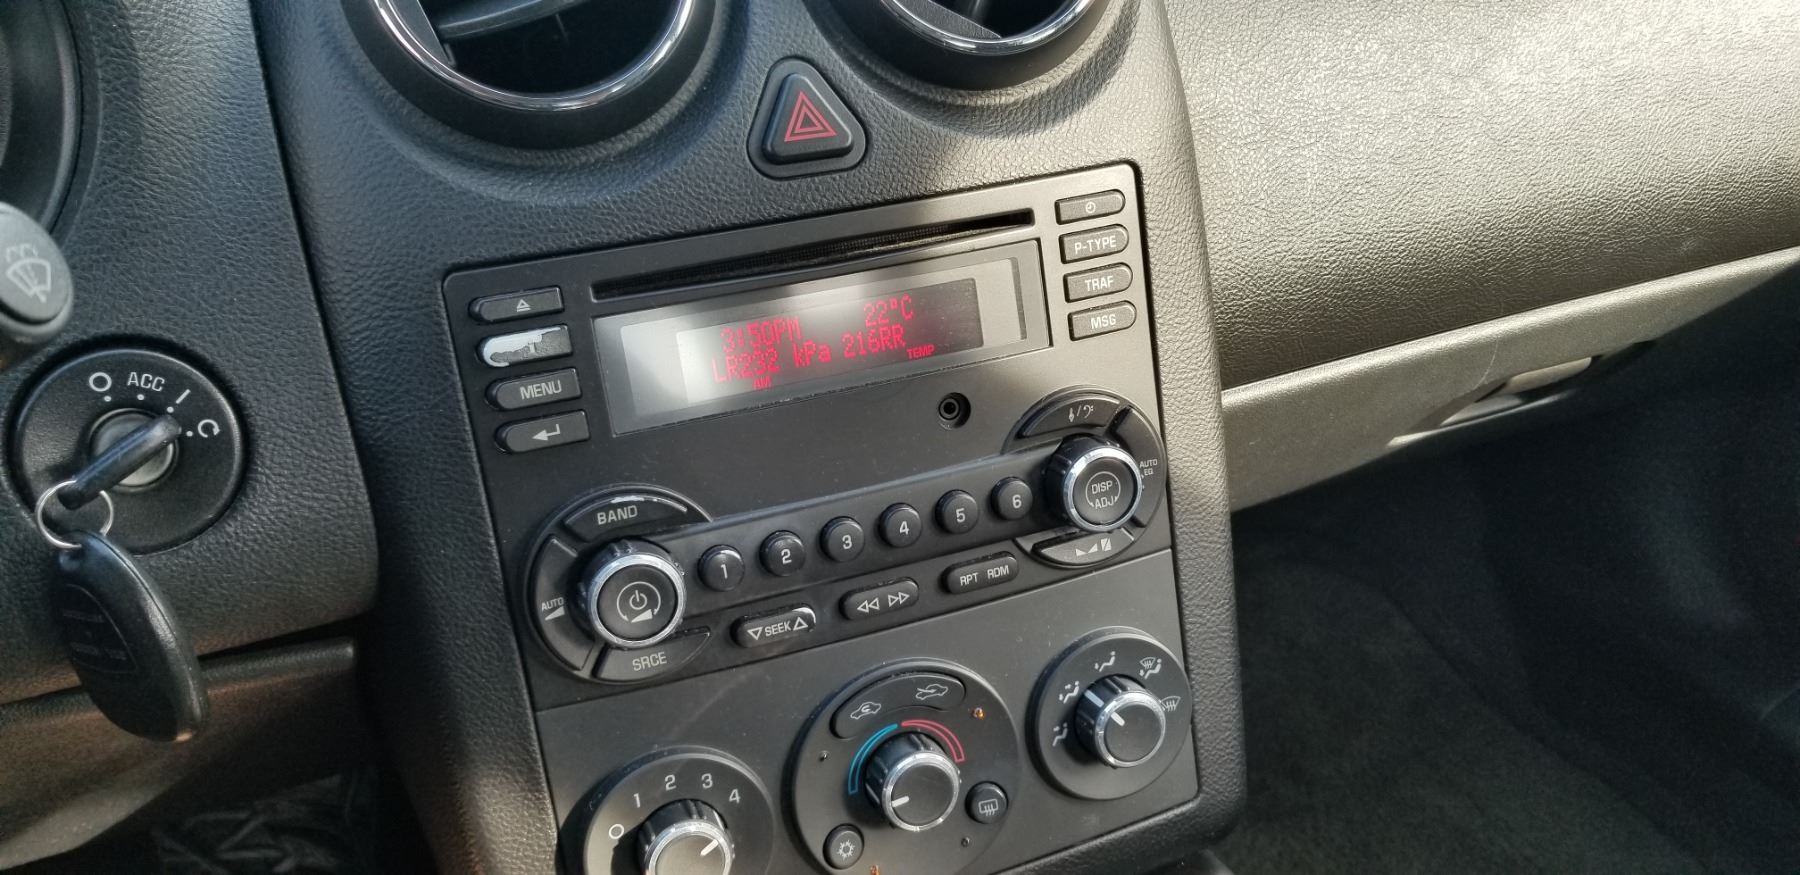 ACC
3:50PM 22°C
LR232 kPa 216RR
TEMP
AM
P-TYPE
TRAF
MSG
MENU
BAND
AUTO
SRCE
1 2 3 4 5 6
SEEK
RPT RDM
DISP
ADJ
AUTO
EQ
O 1 2 3 4